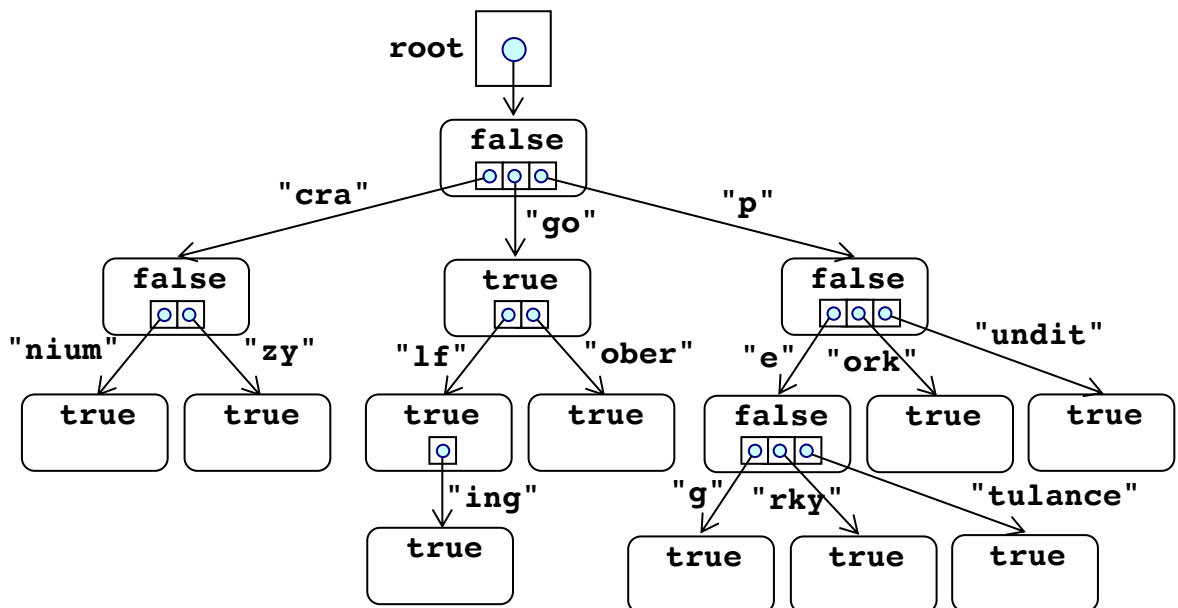 root
false
"cra"
"go"
"p"
false
true
false
"nium"
"zy"
"lf"
"ober"
"e"
"ork"
"undit"
true
true
true
true
false
true
true
"ing"
"g"
"rky"
"tulance"
true
true
true
true